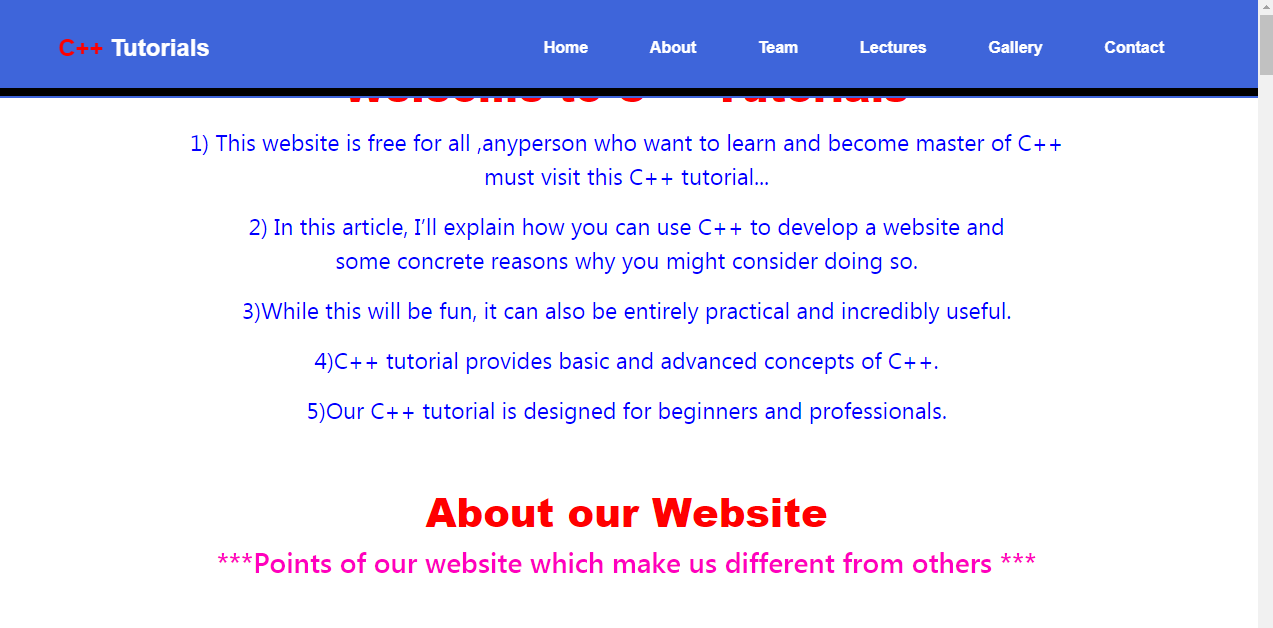 C++ Tutorials
Home About Team Lectures Gallery Contact
Welcome to C++ Tutorials
1) This website is free for all ,anyperson who want to learn and become master of C++
must visit this C++ tutorial...
2) In this article, I’ll explain how you can use C++ to develop a website and
some concrete reasons why you might consider doing so.
3)While this will be fun, it can also be entirely practical and incredibly useful.
4)C++ tutorial provides basic and advanced concepts of C++.
5)Our C++ tutorial is designed for beginners and professionals.
About our Website
***Points of our website which make us different from others ***